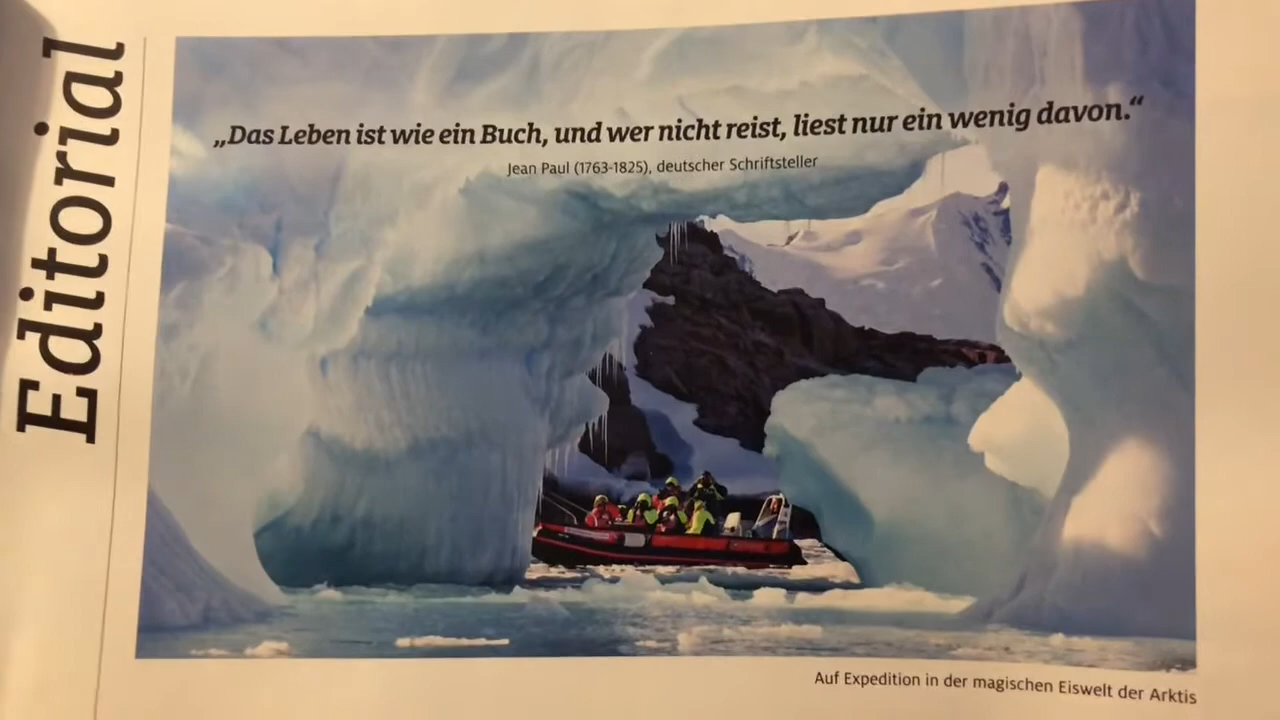 Editorial
„Das Leben ist wie ein Buch, und wer nicht reist, liest nur ein wenig davon.“
Jean Paul (1763-1825), deutscher Schriftsteller
Auf Expedition in der magischen Eiswelt der Arktis